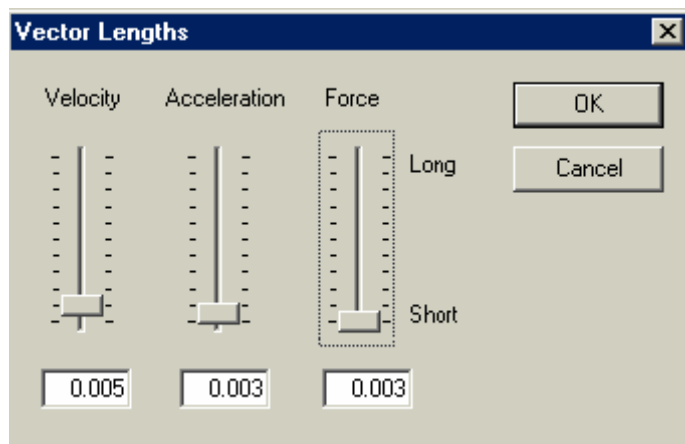 Vector Lengths
Velocity Acceleration Force
OK
Long
Cancel
Short
0.005 0.003 0.003